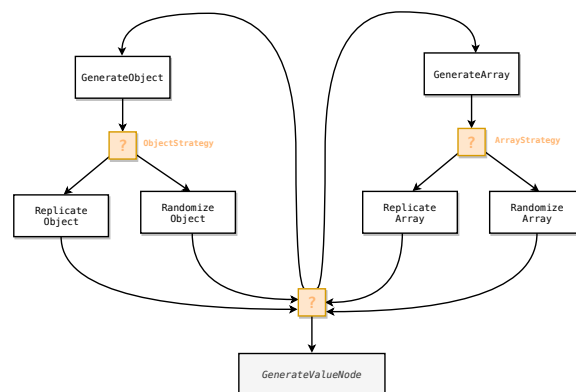 GenerateObject
GenerateArray
?
ObjectStrategy
?
ArrayStrategy
Replicate
Object
Randomize
Object
Replicate
Array
Randomize
Array
?
GenerateValueNode